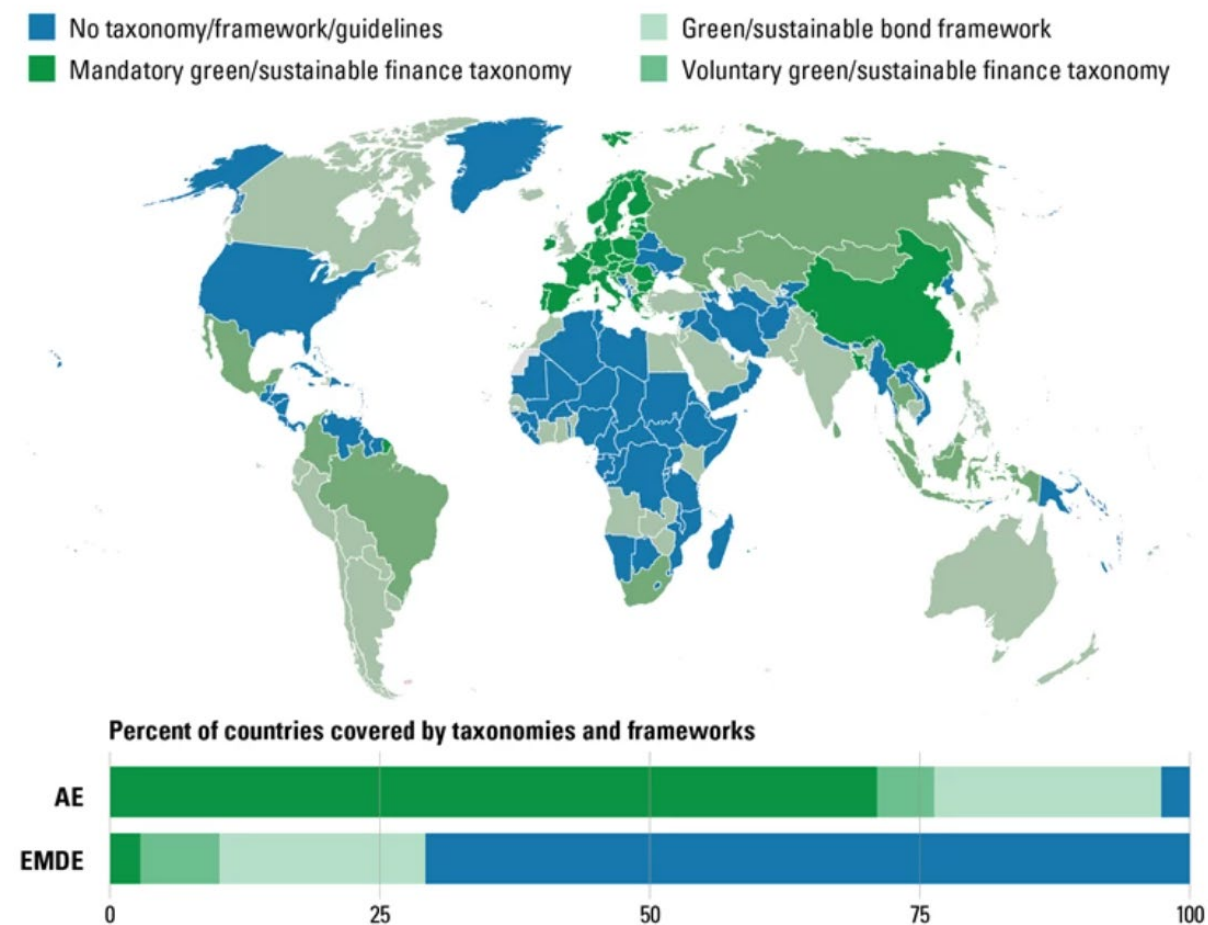 No taxonomy/framework/guidelines
Green/sustainable bond framework
Mandatory green/sustainable finance taxonomy
Voluntary green/sustainable finance taxonomy
Percent of countries covered by taxonomies and frameworks
AE
EMDE
0 25 50 75 100